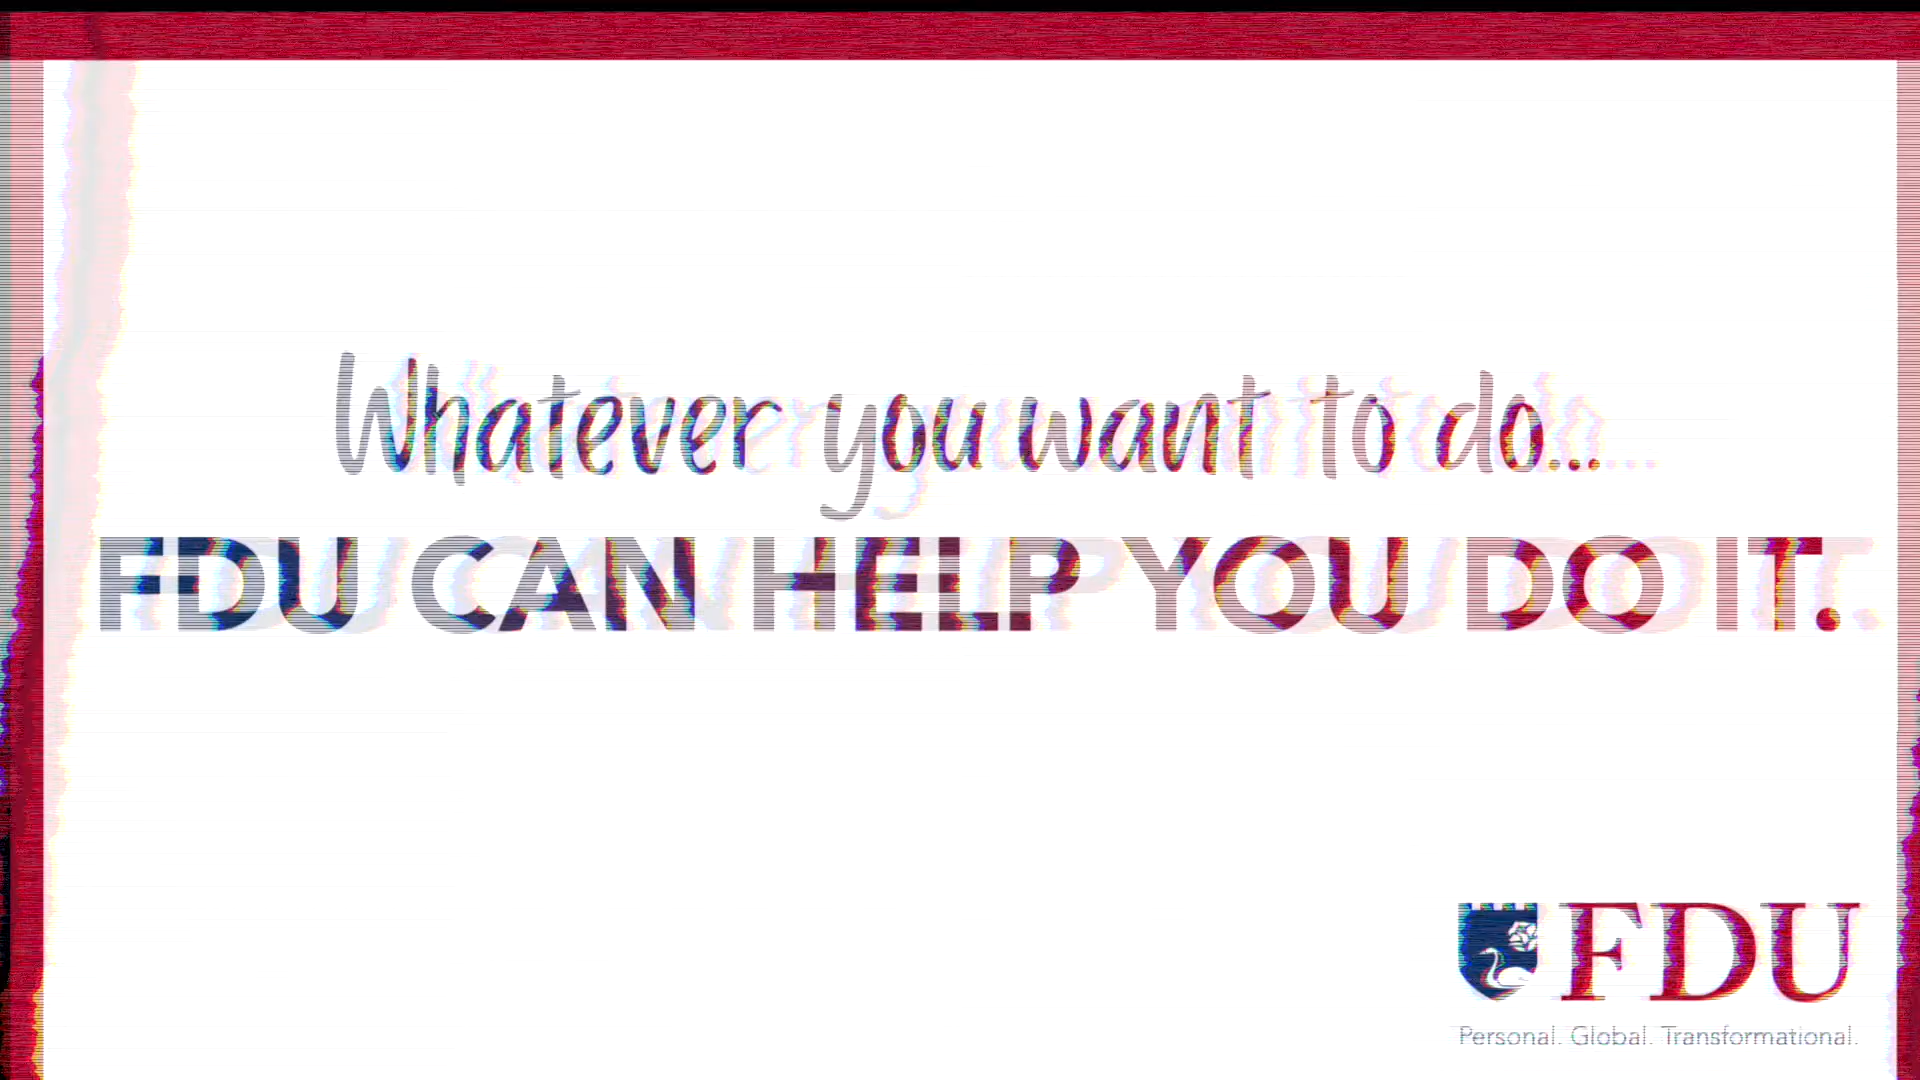 Whatever you want to do...
FDU CAN HELP YOU DO IT.
FDU
Personal. Global. Transformational.